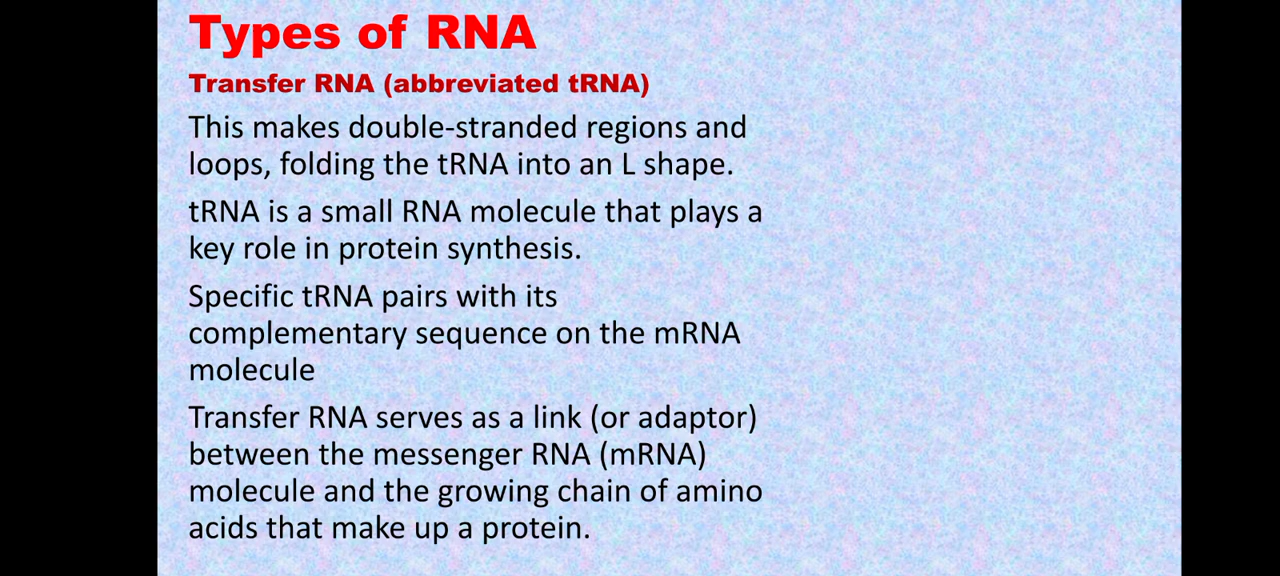 Types of RNA
Transfer RNA (abbreviated tRNA)
This makes double-stranded regions and
loops, folding the tRNA into an L shape.
tRNA is a small RNA molecule that plays a
key role in protein synthesis.
Specific tRNA pairs with its
complementary sequence on the mRNA
molecule
Transfer RNA serves as a link (or adaptor)
between the messenger RNA (mRNA)
molecule and the growing chain of amino
acids that make up a protein.